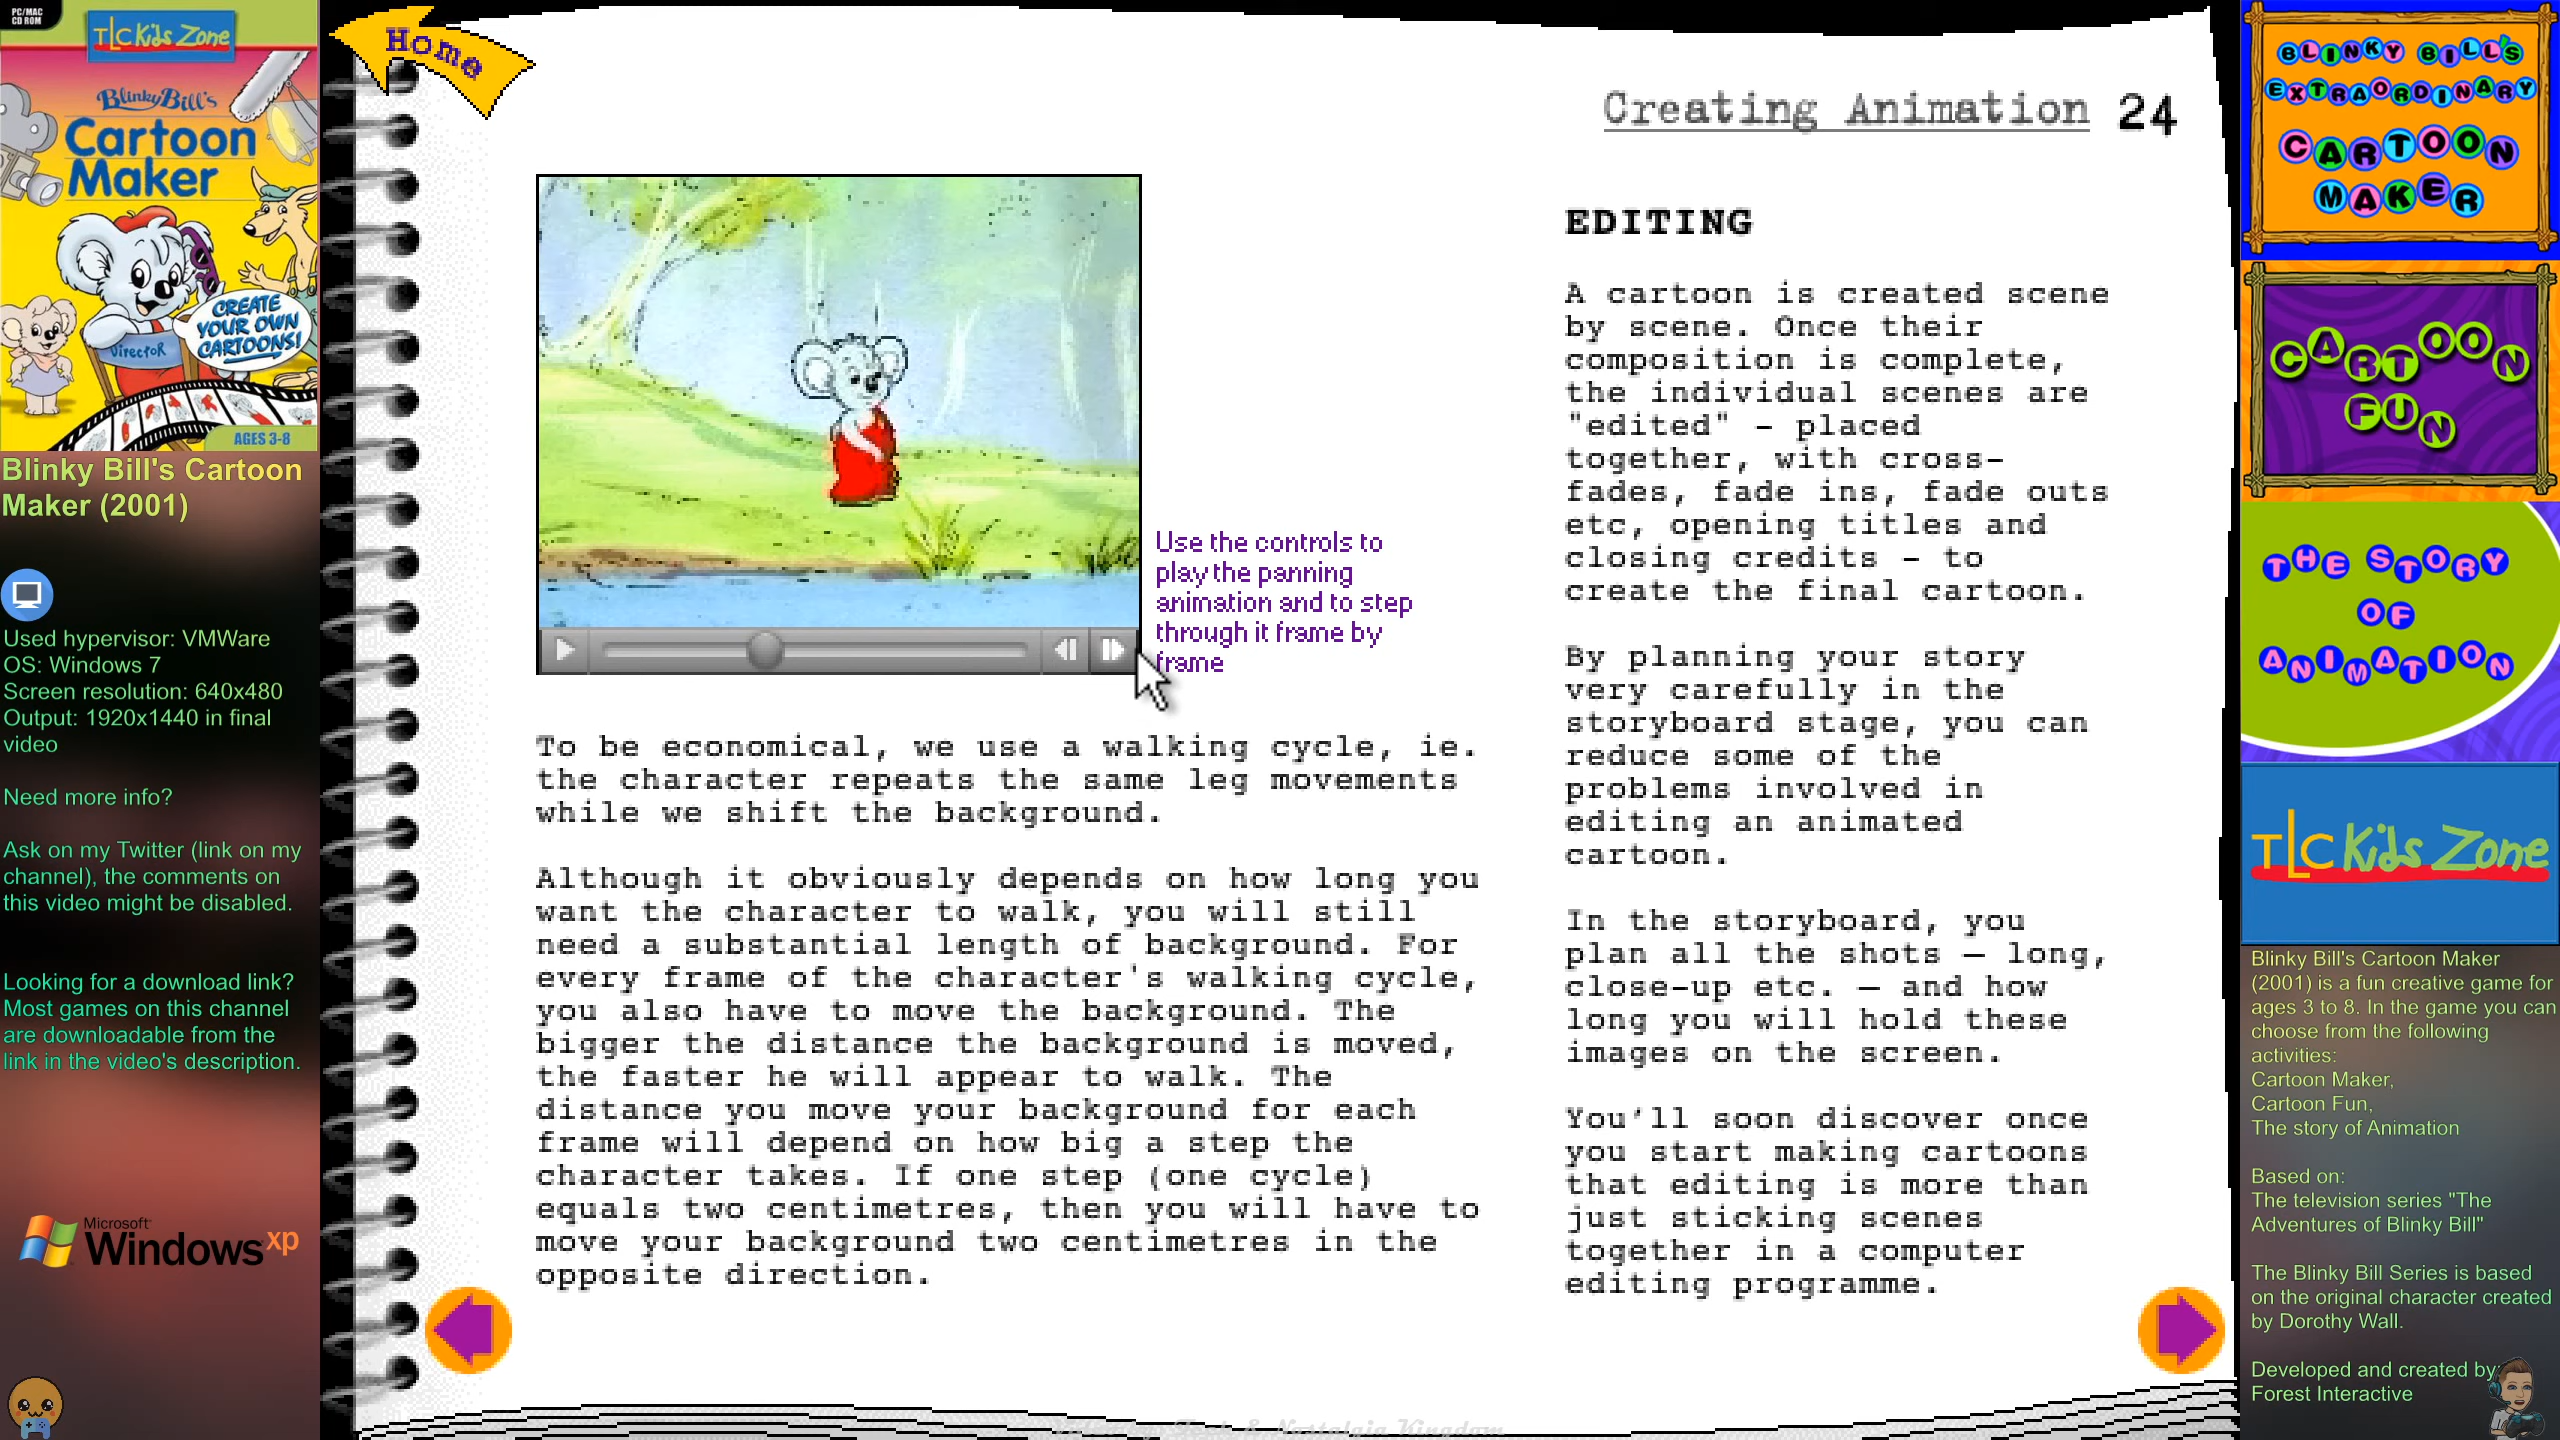 PC/MAC
CD ROM
TLC Kids Zone
Blinky Bill's
Cartoon
Maker
CREATE
YOUR OWN
CARTOONS!
DirectoR
AGES 3-8
Blinky Bill's Cartoon
Maker (2001)
Used hypervisor: VMWare
OS: Windows 7
Screen resolution: 640x480
Output: 1920x1440 in final
video
Need more info?
Ask on my Twitter (link on my
channel), the comments on
this video might be disabled.
Looking for a download link?
Most games on this channel
are downloadable from the
link in the video's description.
Microsoft
Windows xp
Home
Creating Animation 24
Use the controls to
play the panning
animation and to step
through it frame by
frame
To be economical, we use a walking cycle, ie.
the character repeats the same leg movements
while we shift the background.
Although it obviously depends on how long you
want the character to walk, you will still
need a substantial length of background. For
every frame of the character's walking cycle,
you also have to move the background. The
bigger the distance the background is moved,
the faster he will appear to walk. The
distance you move your background for each
frame will depend on how big a step the
character takes. If one step (one cycle)
equals two centimetres, then you will have to
move your background two centimetres in the
opposite direction.
EDITING
A cartoon is created scene
by scene. Once their
composition is complete,
the individual scenes are
"edited" - placed
together, with cross-
fades, fade ins, fade outs
etc, opening titles and
closing credits - to
create the final cartoon.
By planning your story
very carefully in the
storyboard stage, you can
reduce some of the
problems involved in
editing an animated
cartoon.
In the storyboard, you
plan all the shots – long,
close-up etc. – and how
long you will hold these
images on the screen.
You'll soon discover once
you start making cartoons
that editing is more than
just sticking scenes
together in a computer
editing programme.
& Nostalgia Kingdom
BLINKY BILL'S
EXTRAORDINARY
CARTOON
MAKER
CARTOON
FUN
THE STORY
OF
ANIMATION
TLC Kids Zone
Blinky Bill's Cartoon Maker
(2001) is a fun creative game for
ages 3 to 8. In the game you can
choose from the following
activities:
Cartoon Maker,
Cartoon Fun,
The story of Animation
Based on:
The television series "The
Adventures of Blinky Bill"
The Blinky Bill Series is based
on the original character created
by Dorothy Wall.
Developed and created by:
Forest Interactive